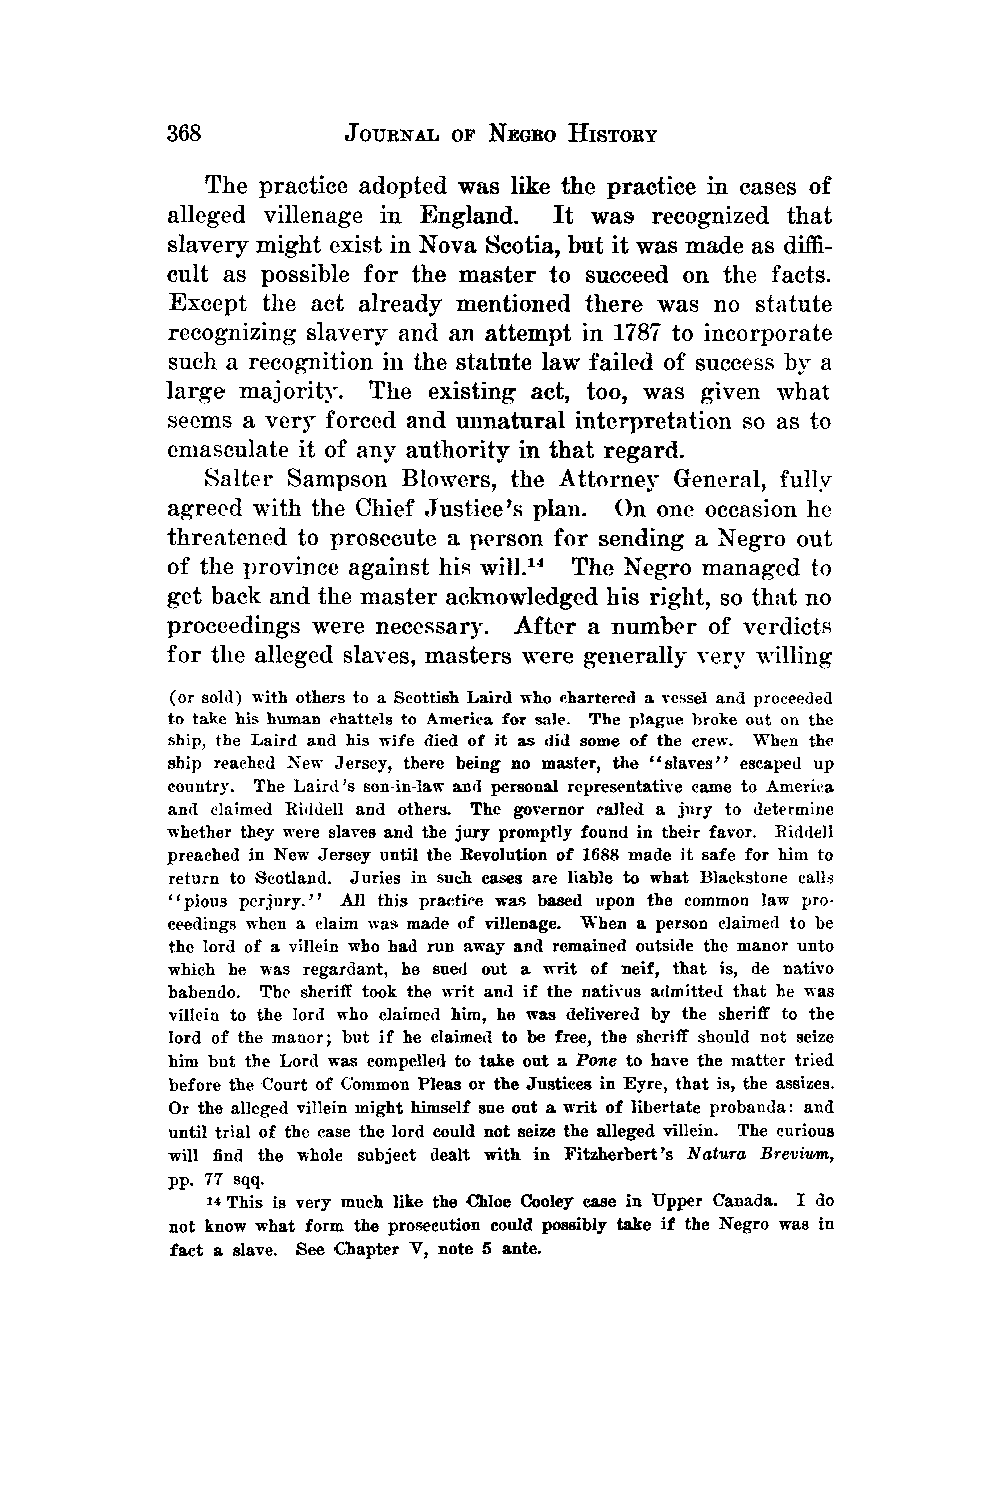 368 JOURNAL OF NEGRO HISTORY
The practice adopted was like the practice in cases of
alleged villenage in England. It was recognized that
slavery might exist in Nova Scotia, but it was made as diffi-
cult as possible for the master to succeed on the facts.
Except the act already mentioned there was no statute
recognizing slavery and an attempt in 1787 to incorporate
such a recognition in the statute law failed of success by a
large majority. The existing act, too, was given what
seems a very forced and unnatural interpretation so as to
emasculate it of any authority in that regard.
Salter Sampson Blowers, the Attorney General, fully
agreed with the Chief Justice's plan. On one occasion he
threatened to prosecute a person for sending a Negro out
of the province against his will.¹⁴ The Negro managed to
get back and the master acknowledged his right, so that no
proceedings were necessary. After a number of verdicts
for the alleged slaves, masters were generally very willing
(or sold) with others to a Scottish Laird who chartered a vessel and proceeded
to take his human chattels to America for sale. The plague broke out on the
ship, the Laird and his wife died of it as did some of the crew. When the
ship reached New Jersey, there being no master, the "slaves" escaped up
country. The Laird's son-in-law and personal representative came to America
and claimed Riddell and others. The governor called a jury to determine
whether they were slaves and the jury promptly found in their favor. Riddell
preached in New Jersey until the Revolution of 1688 made it safe for him to
return to Scotland. Juries in such cases are liable to what Blackstone calls
"pious perjury." All this practice was based upon the common law pro-
ceedings when a claim was made of villenage. When a person claimed to be
the lord of a villein who had run away and remained outside the manor unto
which he was regardant, he sued out a writ of neif, that is, de nativo
habendo. The sheriff took the writ and if the nativus admitted that he was
villein to the lord who claimed him, he was delivered by the sheriff to the
lord of the manor; but if he claimed to be free, the sheriff should not seize
him but the Lord was compelled to take out a Pone to have the matter tried
before the Court of Common Pleas or the Justices in Eyre, that is, the assizes.
Or the alleged villein might himself sue out a writ of libertate probanda: and
until trial of the case the lord could not seize the alleged villein. The curious
will find the whole subject dealt with in Fitzherbert's Natura Brevium,
pp. 77 sqq.
¹⁴ This is very much like the Chloe Cooley case in Upper Canada. I do
not know what form the prosecution could possibly take if the Negro was in
fact a slave. See Chapter V, note 5 ante.